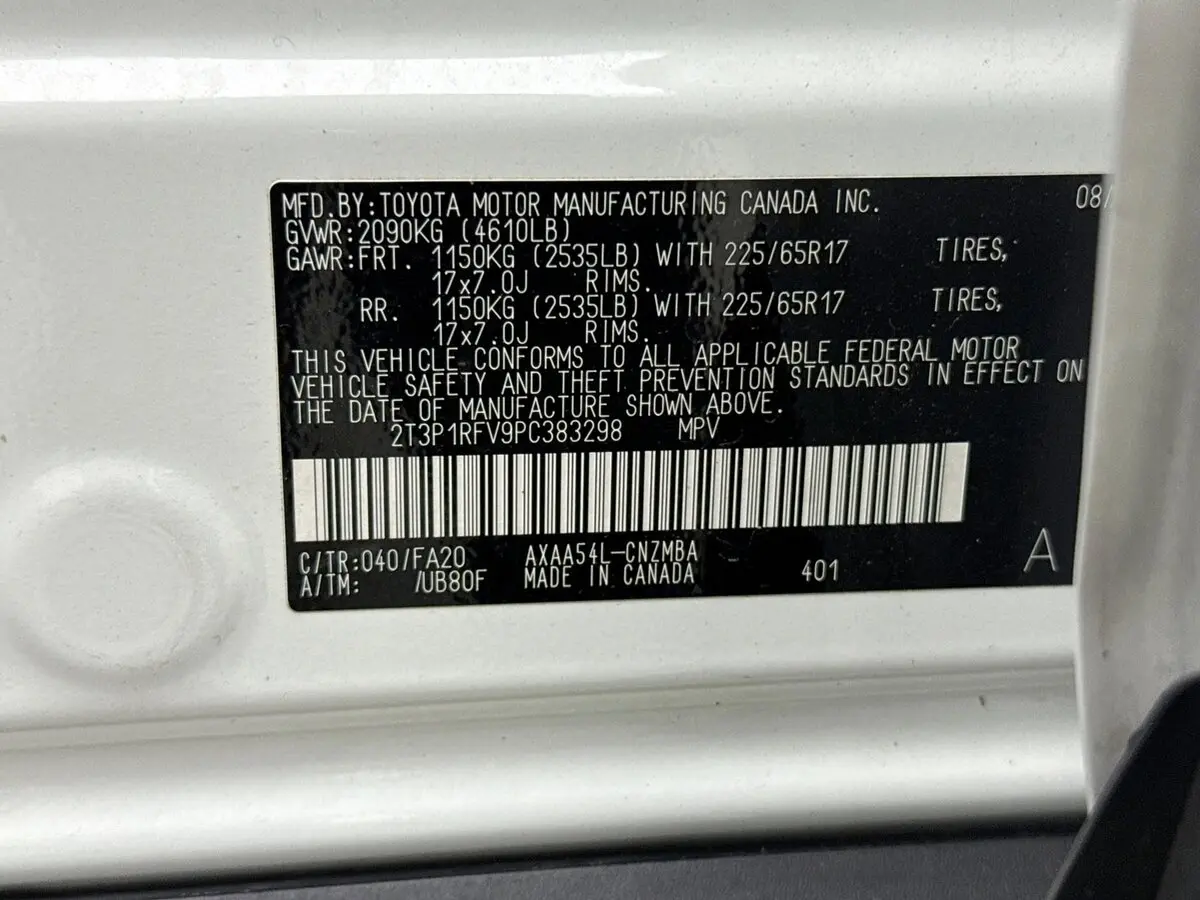 MFD.BY:TOYOTA MOTOR MANUFACTURING CANADA INC. 08/
GVWR:2090KG (4610LB)
GAWR:FRT. 1150KG (2535LB) WITH 225/65R17 TIRES,
17x7.0J RIMS.
RR. 1150KG (2535LB) WITH 225/65R17 TIRES,
17x7.0J RIMS.
THIS VEHICLE CONFORMS TO ALL APPLICABLE FEDERAL MOTOR
VEHICLE SAFETY AND THEFT PREVENTION STANDARDS IN EFFECT ON
THE DATE OF MANUFACTURE SHOWN ABOVE.
2T3P1RFV9PC383298 MPV
C/TR:040/FA20 AXAA54L-CNZMBA
A/TM: /UB80F MADE IN CANADA 401 A